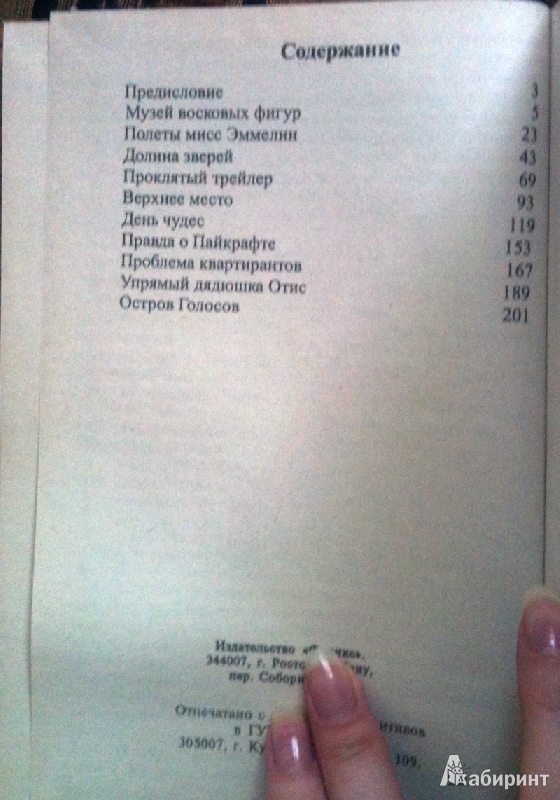 Содержание
Предисловие 3
Музей восковых фигур 5
Полеты мисс Эммелин 23
Долина зверей 43
Проклятый трейлер 69
Верхнее место 93
День чудес 119
Правда о Пайкрафте 153
Проблема квартирантов 167
Упрямый дядюшка Отис 189
Остров Голосов 201
Издательство
344007, г.
пер.
Отпечатано с
в ГУ
305007, г. 109.
Лабиринт